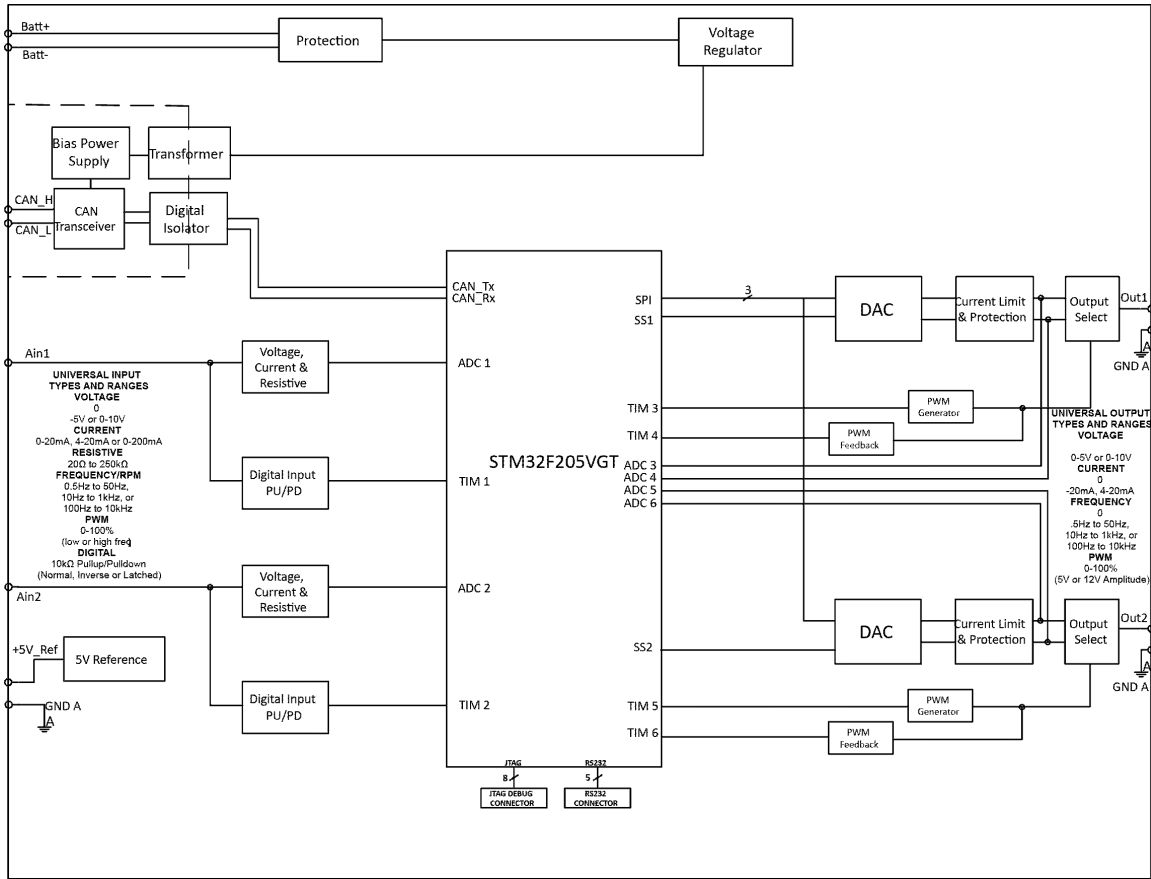 Batt+
Batt-
Protection
Voltage
Regulator
Bias Power
Supply
Transformer
CAN_H
CAN_L
CAN
Transceiver
Digital
Isolator
STM32F205VGT
CAN_Tx
CAN_Rx
ADC 1
TIM 1
ADC 2
TIM 2
SPI
SS1
TIM 3
TIM 4
ADC 3
ADC 4
ADC 5
ADC 6
SS2
TIM 5
TIM 6
JTAG
8
JTAG DEBUG
CONNECTOR
RS232
5
RS232
CONNECTOR
Ain1
Voltage,
Current &
Resistive
Digital Input
PU/PD
UNIVERSAL INPUT
TYPES AND RANGES
VOLTAGE
0
-5V or 0-10V
CURRENT
0-20mA, 4-20mA or 0-200mA
RESISTIVE
20Ω to 250kΩ
FREQUENCY/RPM
0.5Hz to 50Hz,
10Hz to 1kHz, or
100Hz to 10kHz
PWM
0-100%
(low or high freq
DIGITAL
10kΩ Pullup/Pulldown
(Normal, Inverse or Latched)
Ain2
Voltage,
Current &
Resistive
Digital Input
PU/PD
+5V_Ref
5V Reference
GND A
A
3
DAC
Current Limit
& Protection
Output
Select
Out1
A
GND A
PWM
Generator
PWM
Feedback
UNIVERSAL OUTPUT
TYPES AND RANGES
VOLTAGE
0-5V or 0-10V
CURRENT
0
-20mA, 4-20mA
FREQUENCY
0
.5Hz to 50Hz,
10Hz to 1kHz, or
100Hz to 10kHz
PWM
0-100%
(5V or 12V Amplitude)
DAC
Current Limit
& Protection
Output
Select
Out2
A
GND A
PWM
Generator
PWM
Feedback